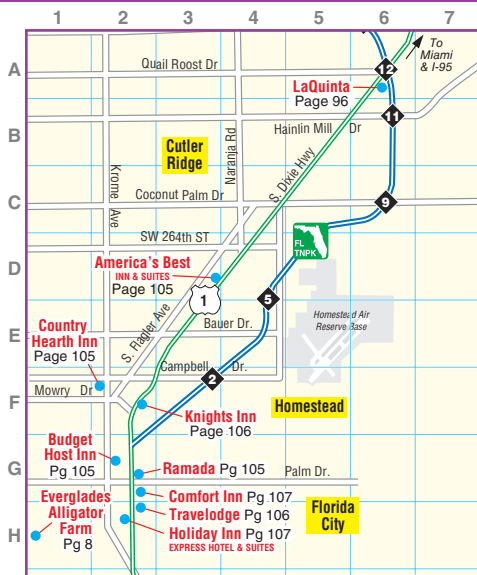 1 2 3 4 5 6 7
A
B
C
D
E
F
G
H
To
Miami
& I-95
Quail Roost Dr
12
LaQuinta
Page 96
11
Hainlin Mill Dr
Cutler
Ridge
Naranja Rd
Krome Ave
S. Dixie Hwy
Coconut Palm Dr
9
SW 264th ST
FL
TNPK
America's Best
INN & SUITES
Page 105
1
5
Homestead Air
Reserve Base
Bauer Dr.
S. Flagler Ave
Country
Hearth Inn
Page 105
Campbell Dr.
2
Mowry Dr
Knights Inn
Page 106
Homestead
Budget
Host Inn
Pg 105
Ramada Pg 105
Palm Dr.
Everglades
Alligator
Farm
Pg 8
Comfort Inn Pg 107
Travelodge Pg 106
Holiday Inn Pg 107
EXPRESS HOTEL & SUITES
Florida
City